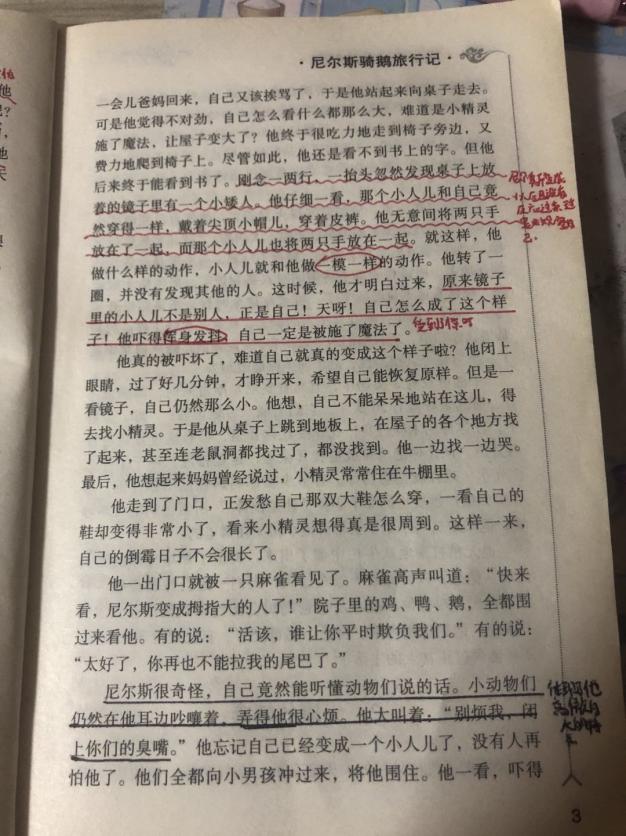 ·尼尔斯骑鹅旅行记·
一会儿爸妈回来，自己又该挨骂了，于是他站起来向桌子走去。
可是他觉得不对劲，自己怎么看什么都那么大，难道是小精灵
施了魔法，让屋子变大了？他终于很吃力地走到椅子旁边，又
费力地爬到椅子上。尽管如此，他还是看不到书上的字。但他
后来终于能看到书了。刚念一两行，一抬头忽然发现桌子上放
着的镜子里有一个小矮人。他仔细一看，那个小人儿和自己竟
然穿得一样，戴着尖顶小帽儿，穿着皮裤。他无意间将两只手
放在了一起，而那个小人儿也将两只手放在一起。就这样，他
做什么样的动作，小人儿就和他做一模一样的动作。他转了一
圈，并没有发现其他的人。这时候，他才明白过来，原来镜子
里的小人儿不是别人，正是自己！天呀！自己怎么成了这个样
子！他吓得浑身发抖，自己一定是被施了魔法了。
受到了惊吓
他真的被吓坏了，难道自己就真的变成这个样子啦？他闭上
眼睛，过了好几分钟，才睁开来，希望自己能恢复原样。但是一
看镜子，自己仍然那么小。他想，自己不能呆呆地站在这儿，得
去找小精灵。于是他从桌子上跳到地板上，在屋子的各个地方找
了起来，甚至连老鼠洞都找过了，都没找到。他一边找一边哭。
最后，他想起来妈妈曾经说过，小精灵常常住在牛棚里。
他走到了门口，正发愁自己那双大鞋怎么穿，一看自己的
鞋却变得非常小了，看来小精灵想得真是很周到。这样一来，
自己的倒霉日子不会很长了。
他一出门口就被一只麻雀看见了。麻雀高声叫道：“快来
看，尼尔斯变成拇指大的人了！”院子里的鸡、鸭、鹅，全都围
过来看他。有的说：“活该，谁让你平时欺负我们。”有的说：
“太好了，你再也不能拉我的尾巴了。”
尼尔斯很奇怪，自己竟然能听懂动物们说的话。小动物们
仍然在他耳边吵嚷着，弄得他很心烦。他大叫着：“别烦我，闭
上你们的臭嘴。”他忘记自己已经变成一个小人儿了，没有人再
怕他了。他们全都向小男孩冲过来，将他围住。他一看，吓得
3